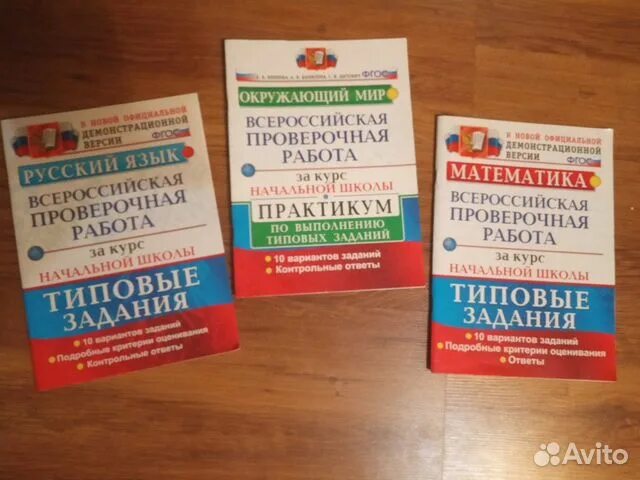 К НОВОЙ ОФИЦИАЛЬНОЙ
ДЕМОНСТРАЦИОННОЙ
ВЕРСИИ
ФГОС
РУССКИЙ ЯЗЫК
ВСЕРОССИЙСКАЯ
ПРОВЕРОЧНАЯ
РАБОТА
за курс
НАЧАЛЬНОЙ ШКОЛЫ
ТИПОВЫЕ
ЗАДАНИЯ
10 вариантов заданий
Подробные критерии оценивания
Контрольные ответы
ФГОС
ОКРУЖАЮЩИЙ МИР
ВСЕРОССИЙСКАЯ
ПРОВЕРОЧНАЯ
РАБОТА
за курс
НАЧАЛЬНОЙ ШКОЛЫ
ПРАКТИКУМ
ПО ВЫПОЛНЕНИЮ
ТИПОВЫХ ЗАДАНИЙ
10 вариантов заданий
Контрольные ответы
К НОВОЙ ОФИЦИАЛЬНОЙ
ДЕМОНСТРАЦИОННОЙ
ВЕРСИИ
ФГОС
МАТЕМАТИКА
ВСЕРОССИЙСКАЯ
ПРОВЕРОЧНАЯ
РАБОТА
за курс
НАЧАЛЬНОЙ ШКОЛЫ
ТИПОВЫЕ
ЗАДАНИЯ
10 вариантов заданий
Подробные критерии оценивания
Ответы
Avito